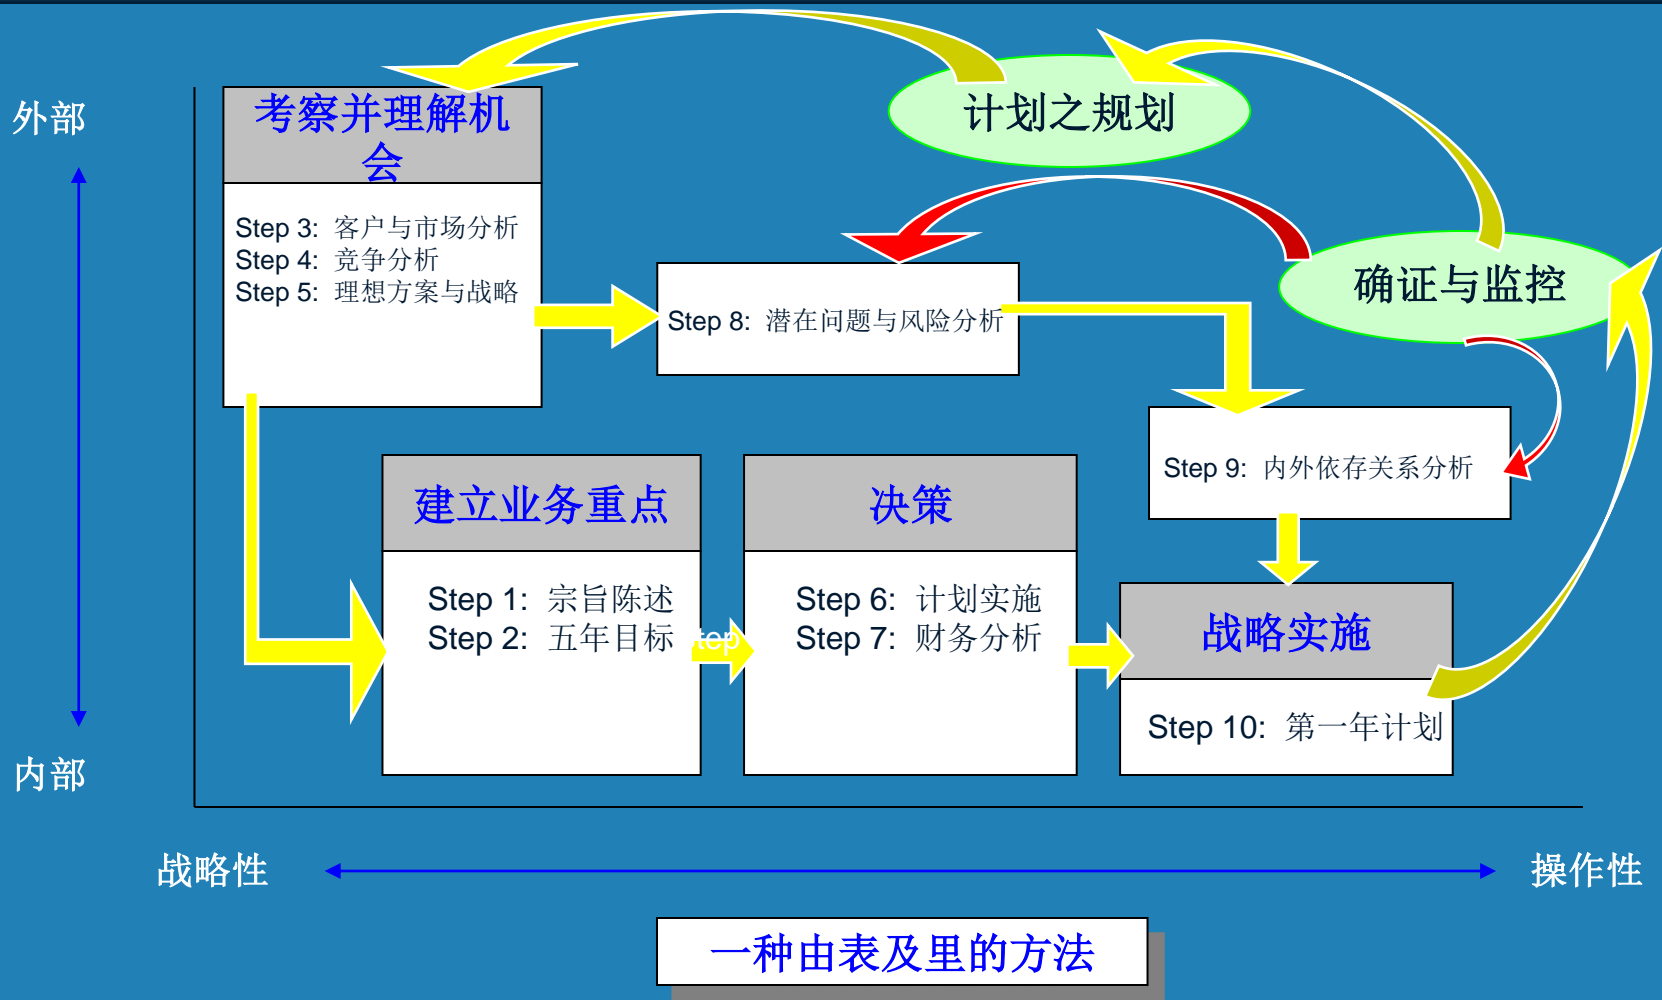 计划之规划
外部
考察并理解机
会
Step 3: 客户与市场分析
Step 4: 竞争分析
Step 5: 理想方案与战略
确证与监控
Step 8: 潜在问题与风险分析
Step 9: 内外依存关系分析
建立业务重点
Step 1: 宗旨陈述
Step 2: 五年目标
Step
决策
Step 6: 计划实施
Step 7: 财务分析
战略实施
Step 10: 第一年计划
内部
战略性
操作性
一种由表及里的方法